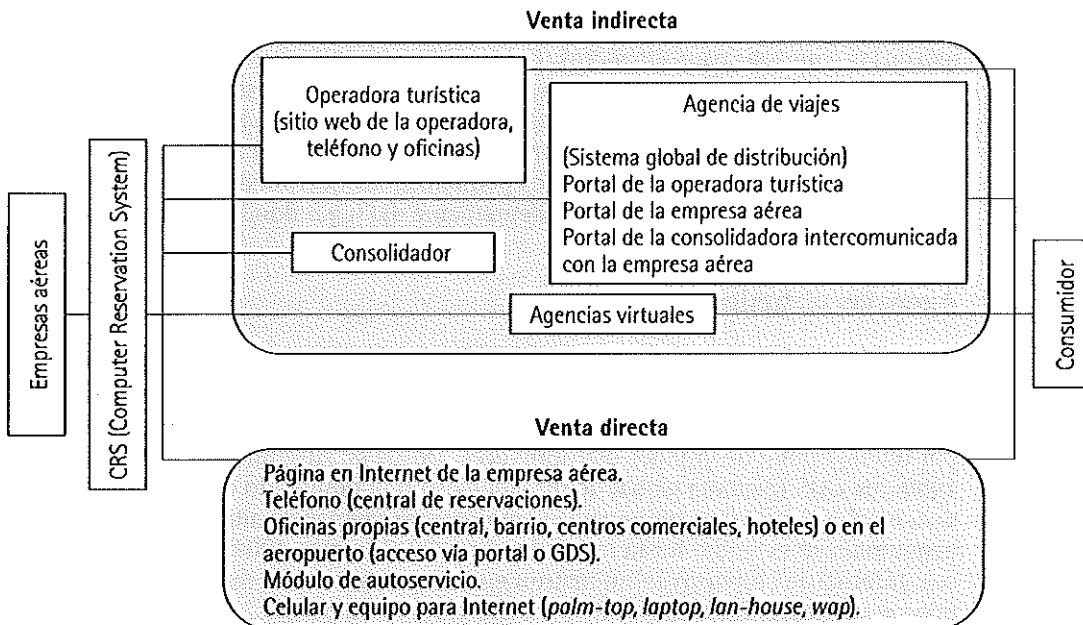 Venta indirecta
Operadora turística
(sitio web de la operadora,
teléfono y oficinas)
Agencia de viajes
(Sistema global de distribución)
Portal de la operadora turística
Portal de la empresa aérea
Portal de la consolidadora intercomunicada
con la empresa aérea
Consolidador
Agencias virtuales
Empresas aéreas
CRS (Computer Reservation System)
Consumidor
Venta directa
Página en Internet de la empresa aérea.
Teléfono (central de reservaciones).
Oficinas propias (central, barrio, centros comerciales, hoteles) o en el
aeropuerto (acceso vía portal o GDS).
Módulo de autoservicio.
Celular y equipo para Internet (palm-top, laptop, lan-house, wap).